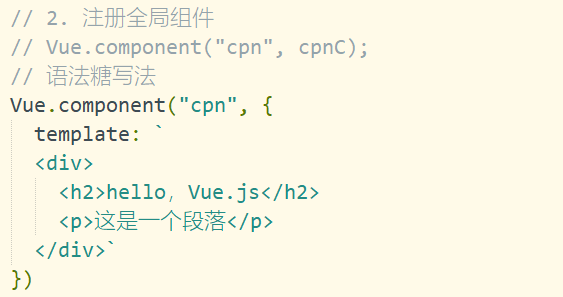 // 2. 注册全局组件
// Vue.component("cpn", cpnC);
// 语法糖写法
Vue.component("cpn", {
  template: `
  <div>
    <h2>hello，Vue.js</h2>
    <p>这是一个段落</p>
  </div>`
})